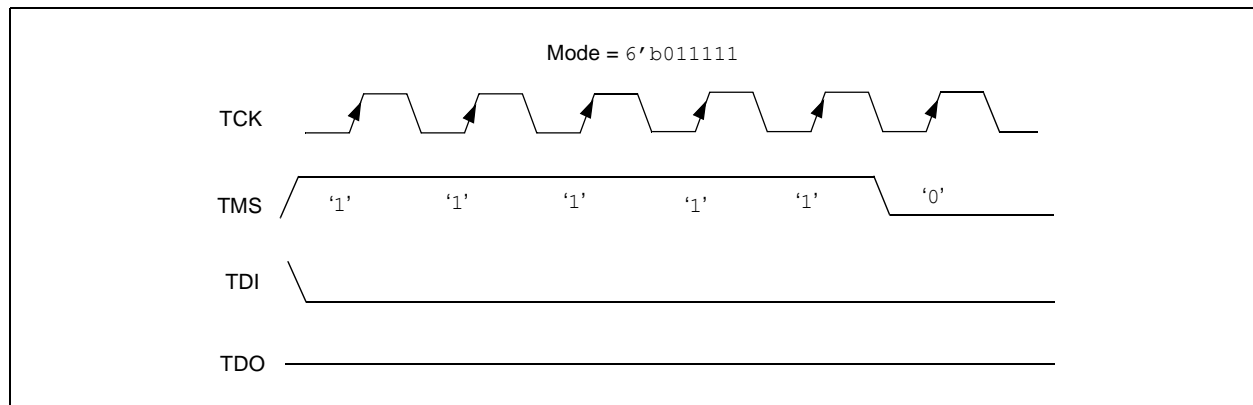 Mode = 6’b011111
TCK
TMS ‘1’ ‘1’ ‘1’ ‘1’ ‘1’ ‘0’
TDI
TDO